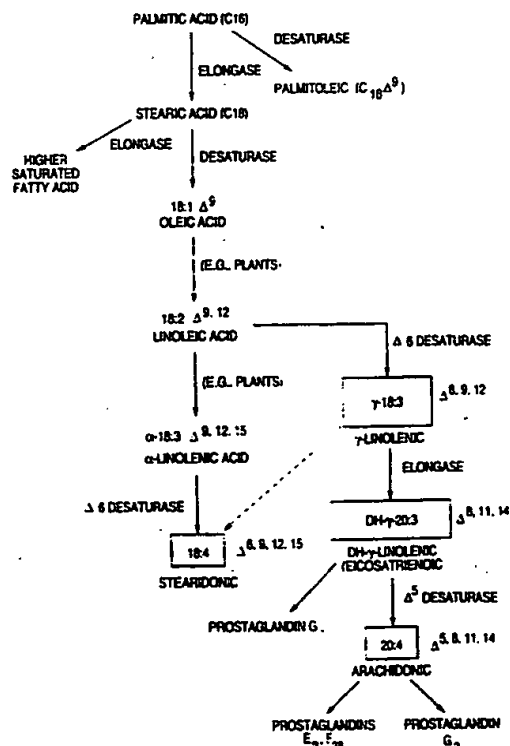 PALMITIC ACID (C16)
DESATURASE
ELONGASE
PALMITOLEIC (C16Δ9)
STEARIC ACID (C18)
ELONGASE
DESATURASE
HIGHER
SATURATED
FATTY ACID
18:1 Δ9
OLEIC ACID
(E.G., PLANTS)
18:2 Δ9, 12
LINOLEIC ACID
Δ 6 DESATURASE
(E.G., PLANTS)
γ-18:3 Δ6, 9, 12
γ-LINOLENIC
α-18:3 Δ9, 12, 15
α-LINOLENIC ACID
ELONGASE
Δ 6 DESATURASE
DH-γ-20:3 Δ8, 11, 14
DH-γ-LINOLENIC
(EICOSATRIENOIC
18:4 Δ6, 9, 12, 15
STEARIDONIC
Δ5 DESATURASE
PROSTAGLANDIN G
20:4 Δ5, 8, 11, 14
ARACHIDONIC
PROSTAGLANDINS
PROSTAGLANDIN